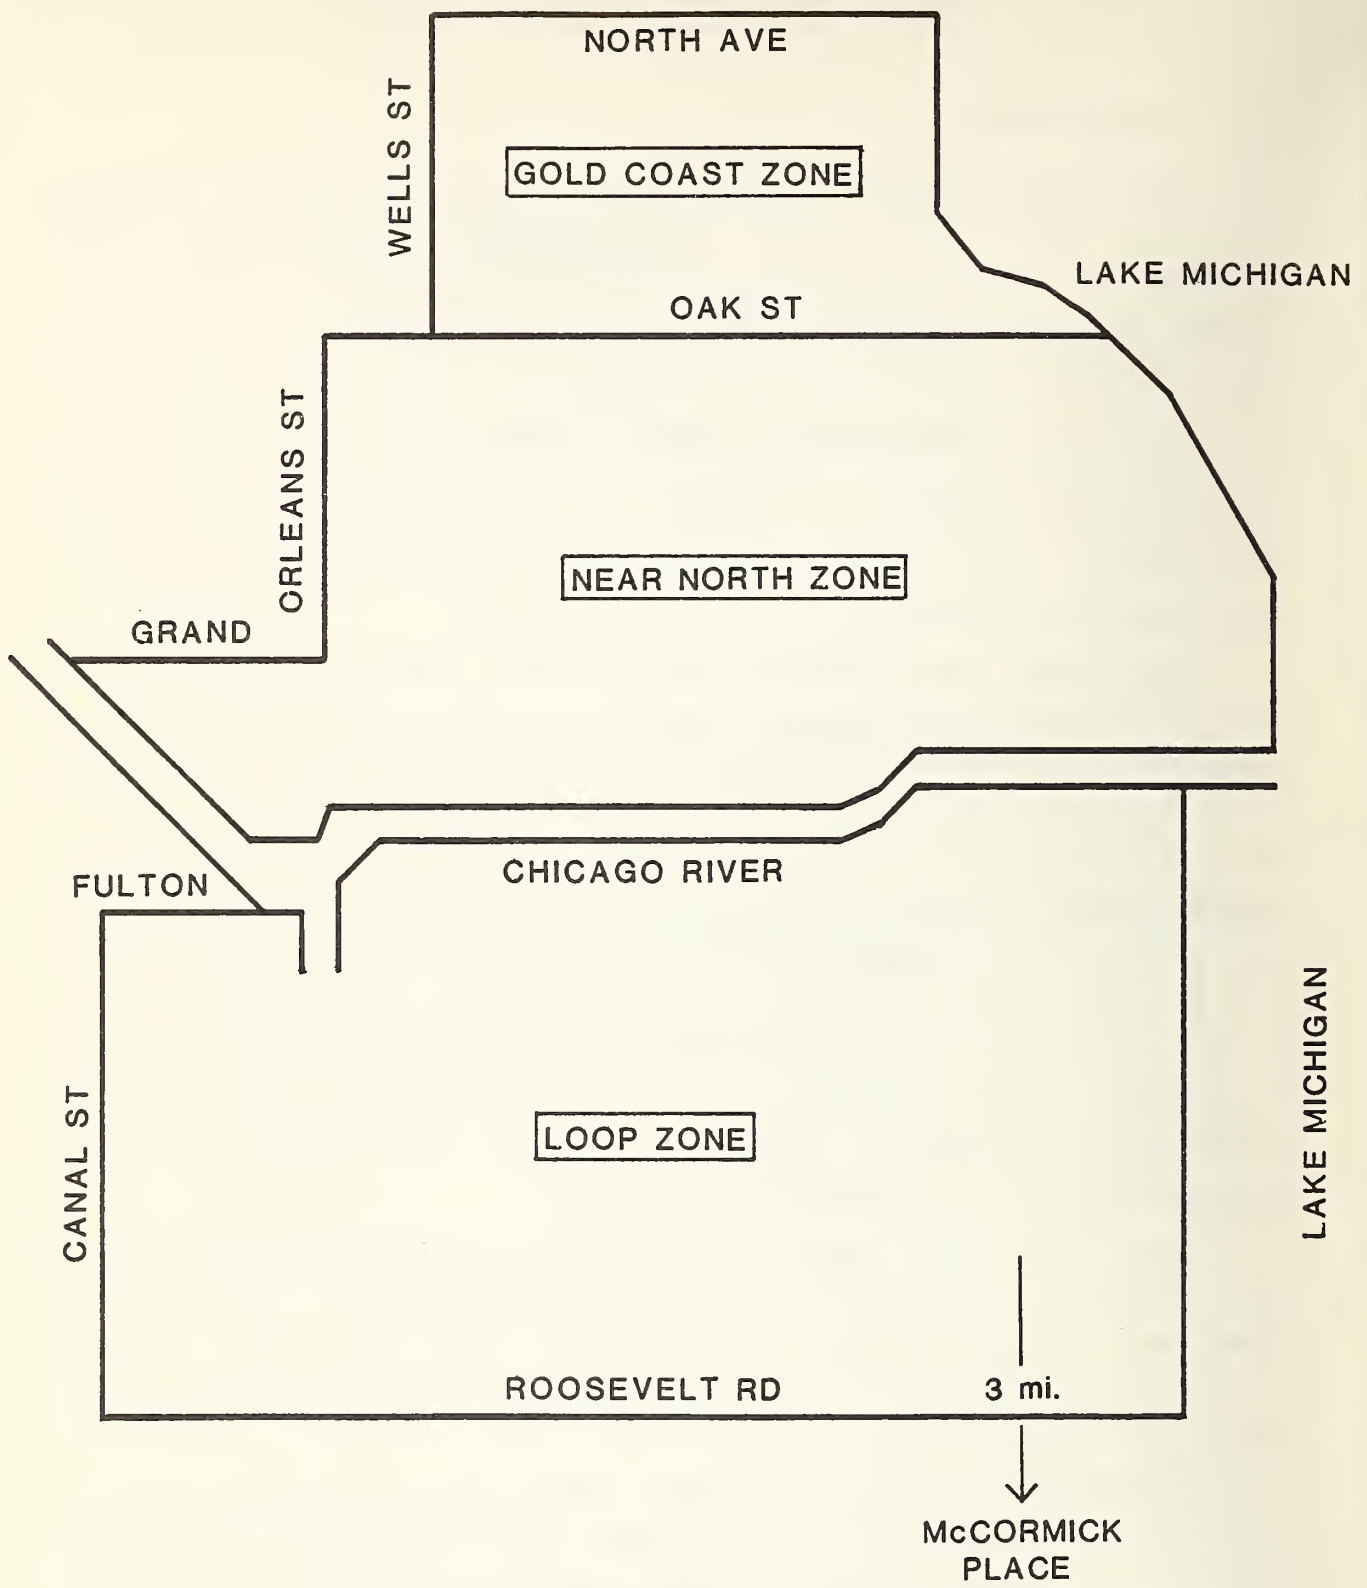 NORTH AVE
WELLS ST
GOLD COAST ZONE
LAKE MICHIGAN
OAK ST
ORLEANS ST
NEAR NORTH ZONE
GRAND
CHICAGO RIVER
FULTON
LAKE MICHIGAN
CANAL ST
LOOP ZONE
ROOSEVELT RD
3 mi.
McCORMICK
PLACE